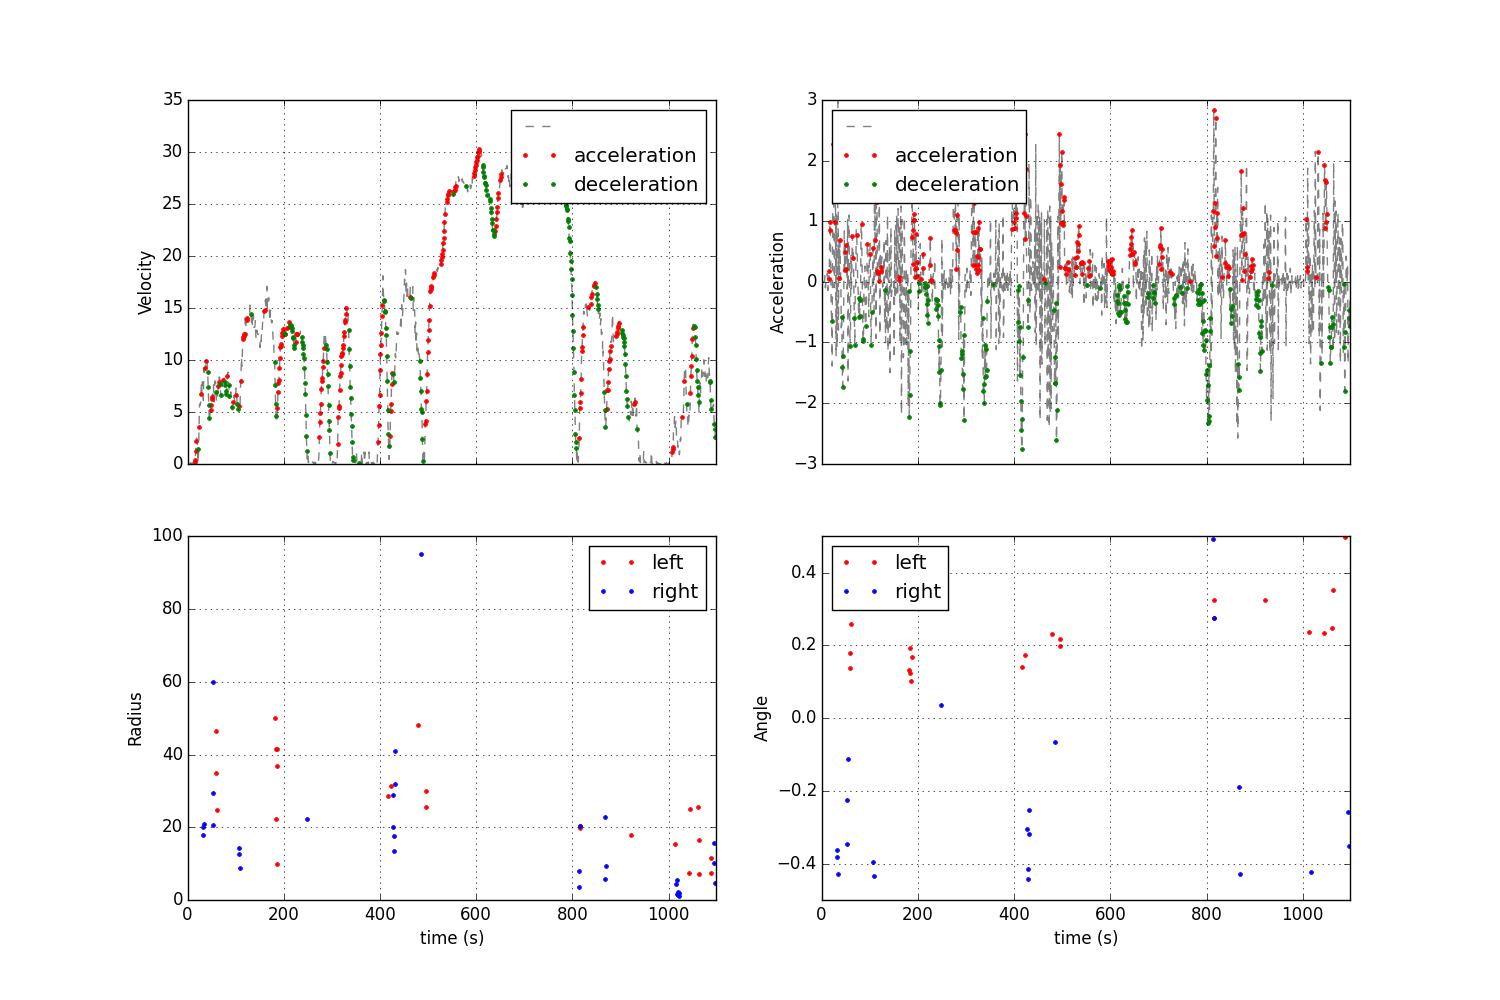 35
30
25
20
15
10
5
0
Velocity
acceleration
deceleration
3
2
1
0
−1
−2
−3
Acceleration
acceleration
deceleration
100
80
60
40
20
0
Radius
left
right
0 200 400 600 800 1000
time (s)
0.4
0.2
0.0
−0.2
−0.4
Angle
left
right
0 200 400 600 800 1000
time (s)